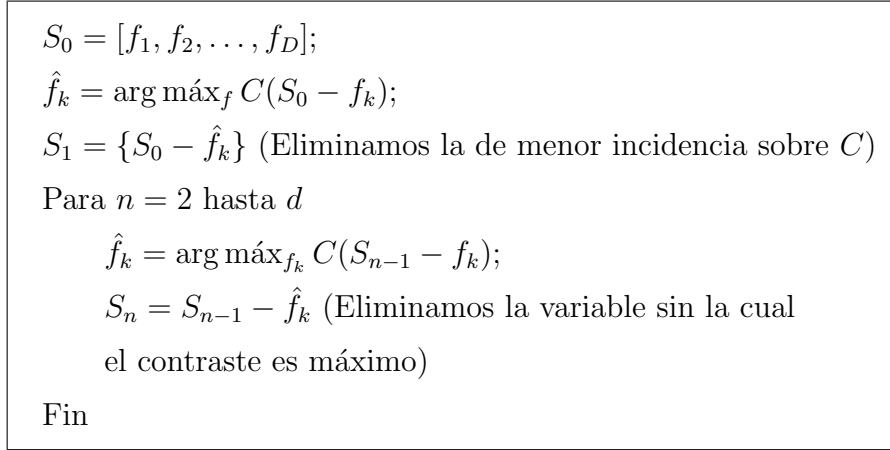 S_0 = [f_1, f_2, . . . , f_D];
f̂_k = arg máx_f C(S_0 − f_k);
S_1 = {S_0 − f̂_k} (Eliminamos la de menor incidencia sobre C)
Para n = 2 hasta d
f̂_k = arg máx_{f_k} C(S_{n−1} − f_k);
S_n = S_{n−1} − f̂_k (Eliminamos la variable sin la cual
el contraste es máximo)
Fin